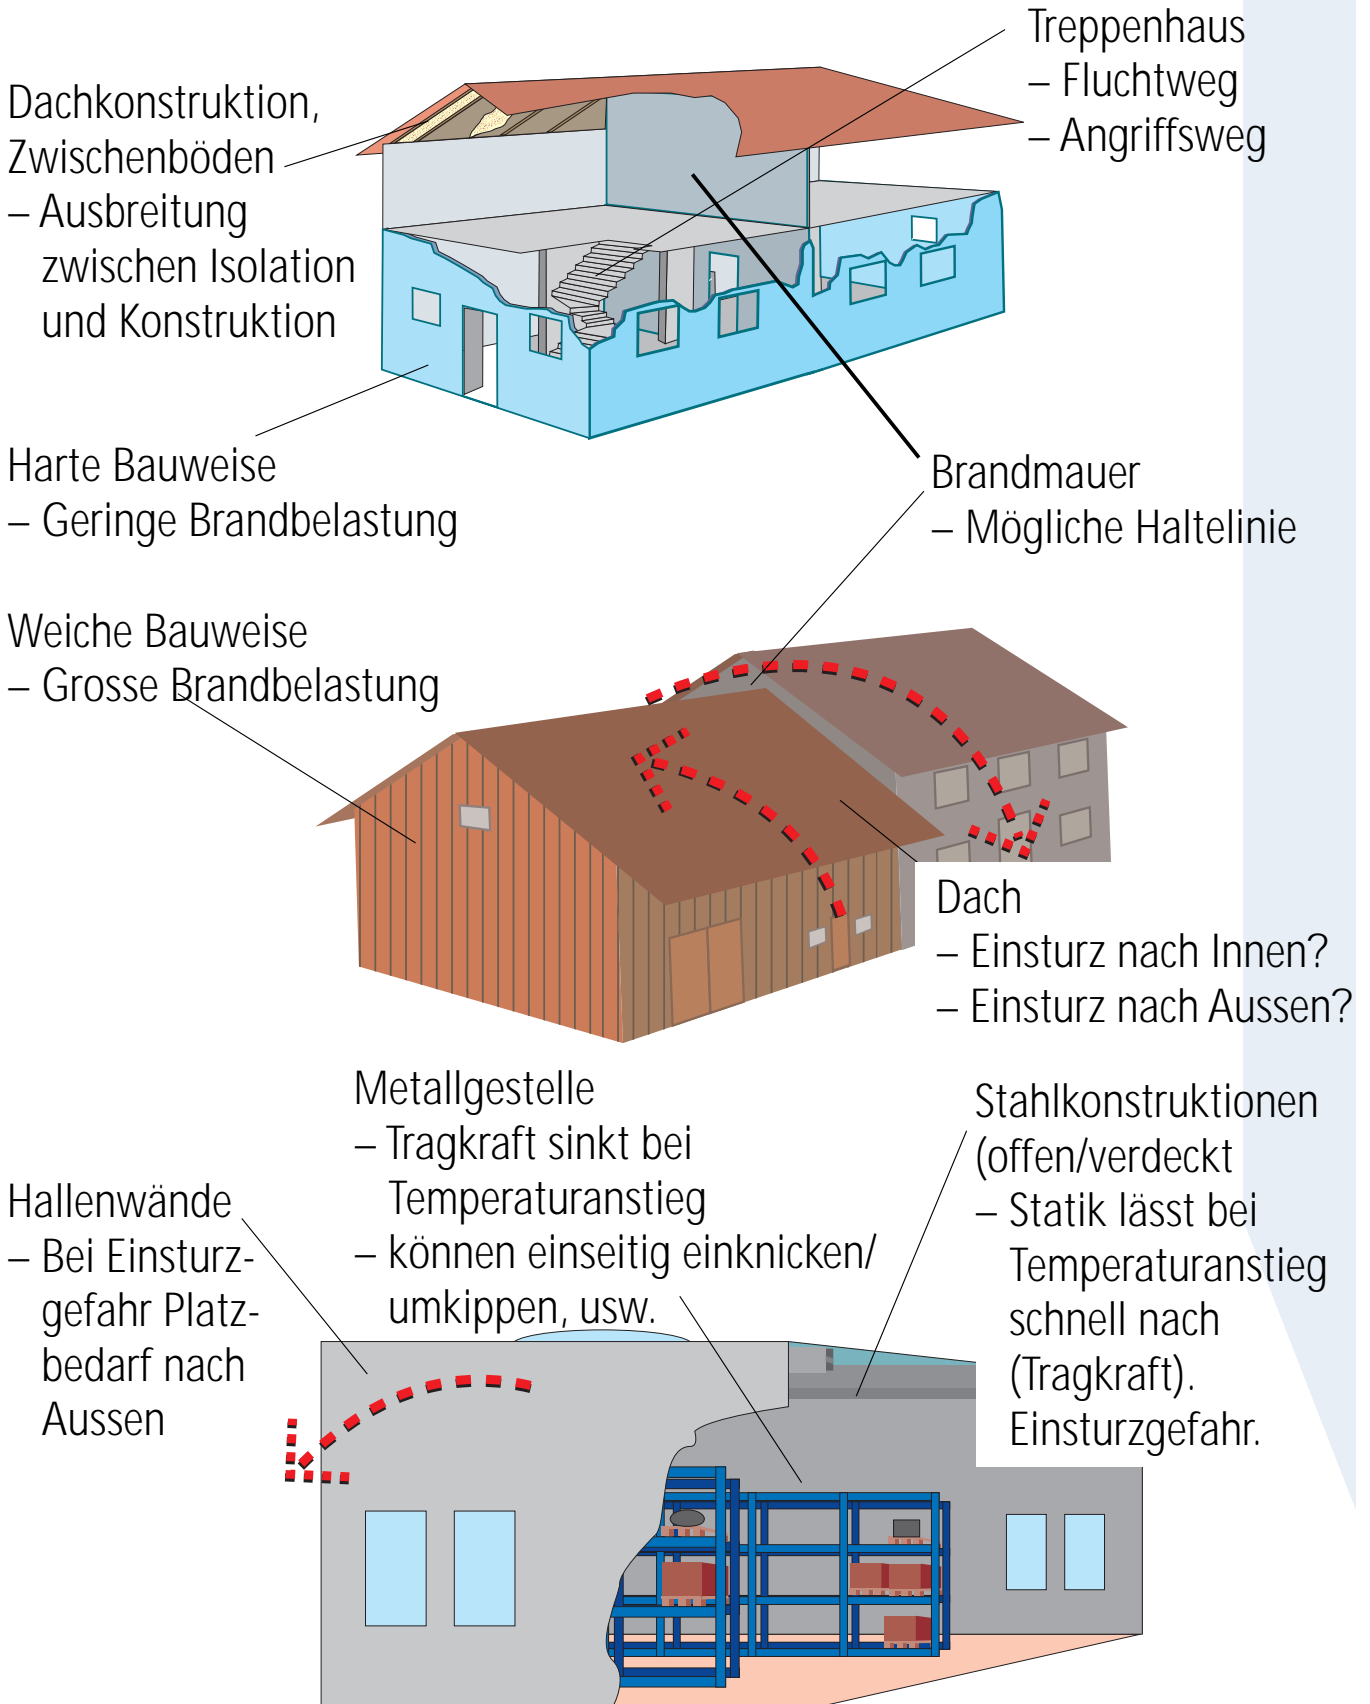 Treppenhaus
– Fluchtweg
– Angriffsweg
Dachkonstruktion,
Zwischenböden
– Ausbreitung
zwischen Isolation
und Konstruktion
Harte Bauweise
– Geringe Brandbelastung
Brandmauer
– Mögliche Haltelinie
Weiche Bauweise
– Grosse Brandbelastung
Dach
– Einsturz nach Innen?
– Einsturz nach Aussen?
Metallgestelle
– Tragkraft sinkt bei
Temperaturanstieg
– können einseitig einknicken/
umkippen, usw.
Stahlkonstruktionen
(offen/verdeckt
– Statik lässt bei
Temperaturanstieg
schnell nach
(Tragkraft).
Einsturzgefahr.
Hallenwände
– Bei Einsturz-
gefahr Platz-
bedarf nach
Aussen